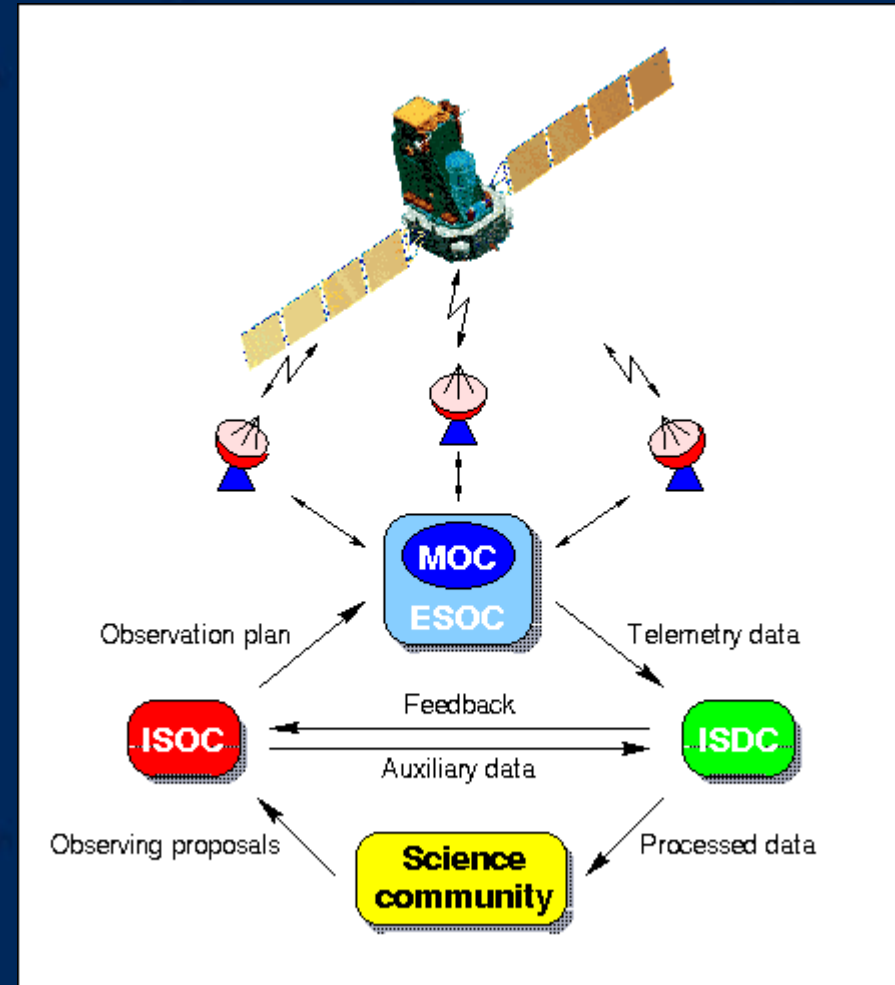 MOC
ESOC
Observation plan
Telemetry data
Feedback
ISOC
ISDC
Auxiliary data
Observing proposals
Processed data
Science
community